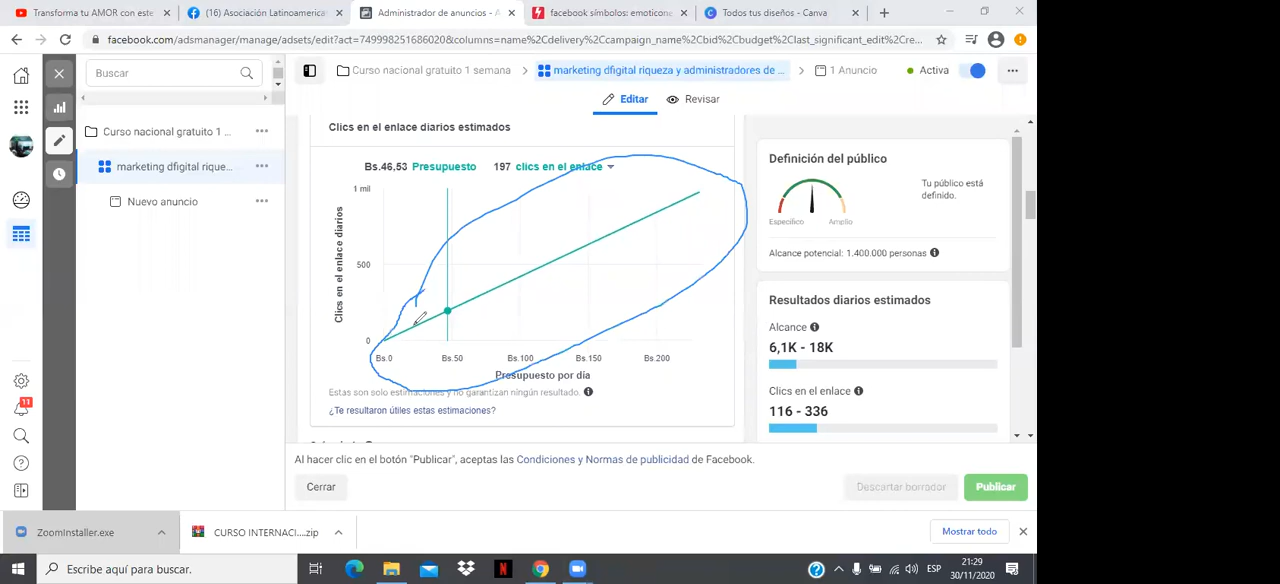 Transforma tu AMOR con este
(16) Asociación Latinoamerica
Administrador de anuncios - A
facebook símbolos: emoticone
Todos tus diseños - Canva
facebook.com/adsmanager/manage/adsets/edit?act=749998251686020&columns=name%2Cdelivery%2Ccampaign_name%2Cbid%2Cbudget%2Clast_significant_edit%2Cre...
Buscar
Curso nacional gratuito 1 semana
marketing dfigital riqueza y administradores de ...
1 Anuncio
Activa
Editar
Revisar
Curso nacional gratuito 1 ...
marketing dfigital rique...
Nuevo anuncio
11
Clics en el enlace diarios estimados
Bs.46,53 Presupuesto
197 clics en el enlace
1 mil
500
0
Clics en el enlace diarios
Bs.0
Bs.50
Bs.100
Bs.150
Bs.200
Presupuesto por día
Estas son solo estimaciones y no garantizan ningún resultado.
¿Te resultaron útiles estas estimaciones?
Definición del público
Específico
Amplio
Tu público está
definido.
Alcance potencial: 1.400.000 personas
Resultados diarios estimados
Alcance
6,1K - 18K
Clics en el enlace
116 - 336
Al hacer clic en el botón "Publicar", aceptas las Condiciones y Normas de publicidad de Facebook.
Cerrar
Descartar borrador
Publicar
ZoomInstaller.exe
CURSO INTERNACI....zip
Mostrar todo
Escribe aquí para buscar.
ESP
21:29
30/11/2020